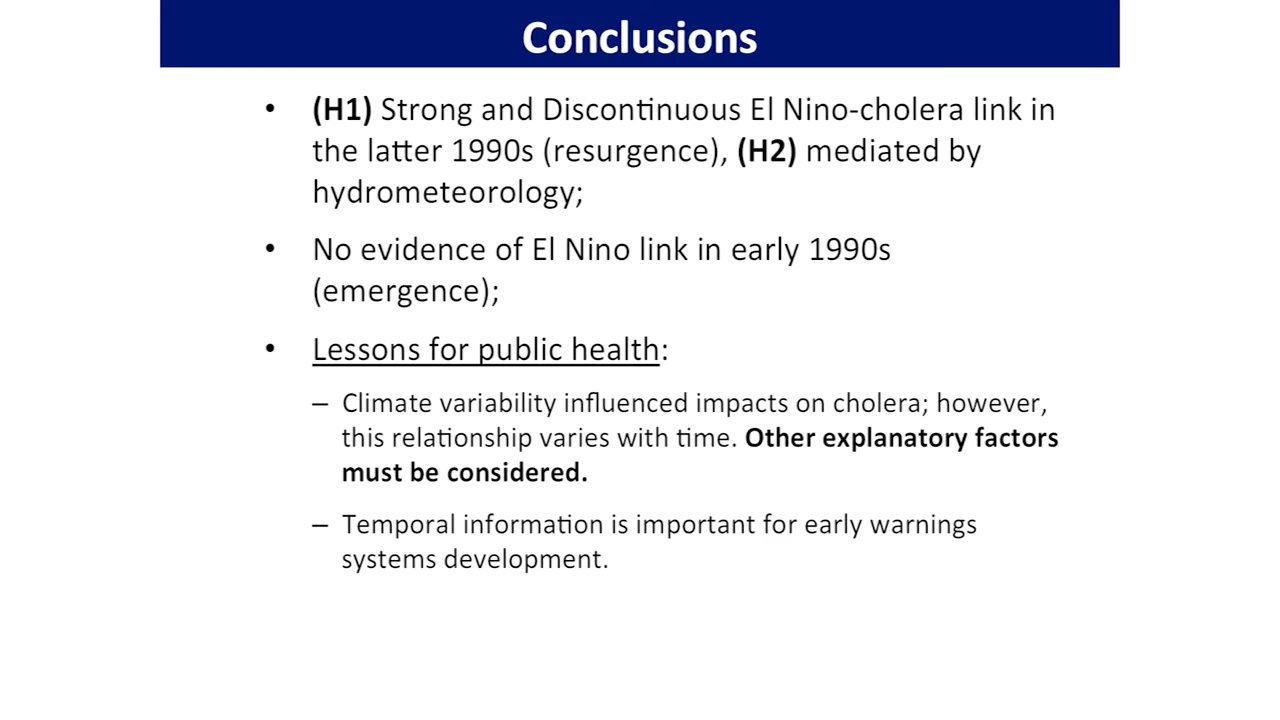 Conclusions
• (H1) Strong and Discontinuous El Nino-cholera link in
the latter 1990s (resurgence), (H2) mediated by
hydrometeorology;
• No evidence of El Nino link in early 1990s
(emergence);
• Lessons for public health:
– Climate variability influenced impacts on cholera; however,
this relationship varies with time. Other explanatory factors
must be considered.
– Temporal information is important for early warnings
systems development.